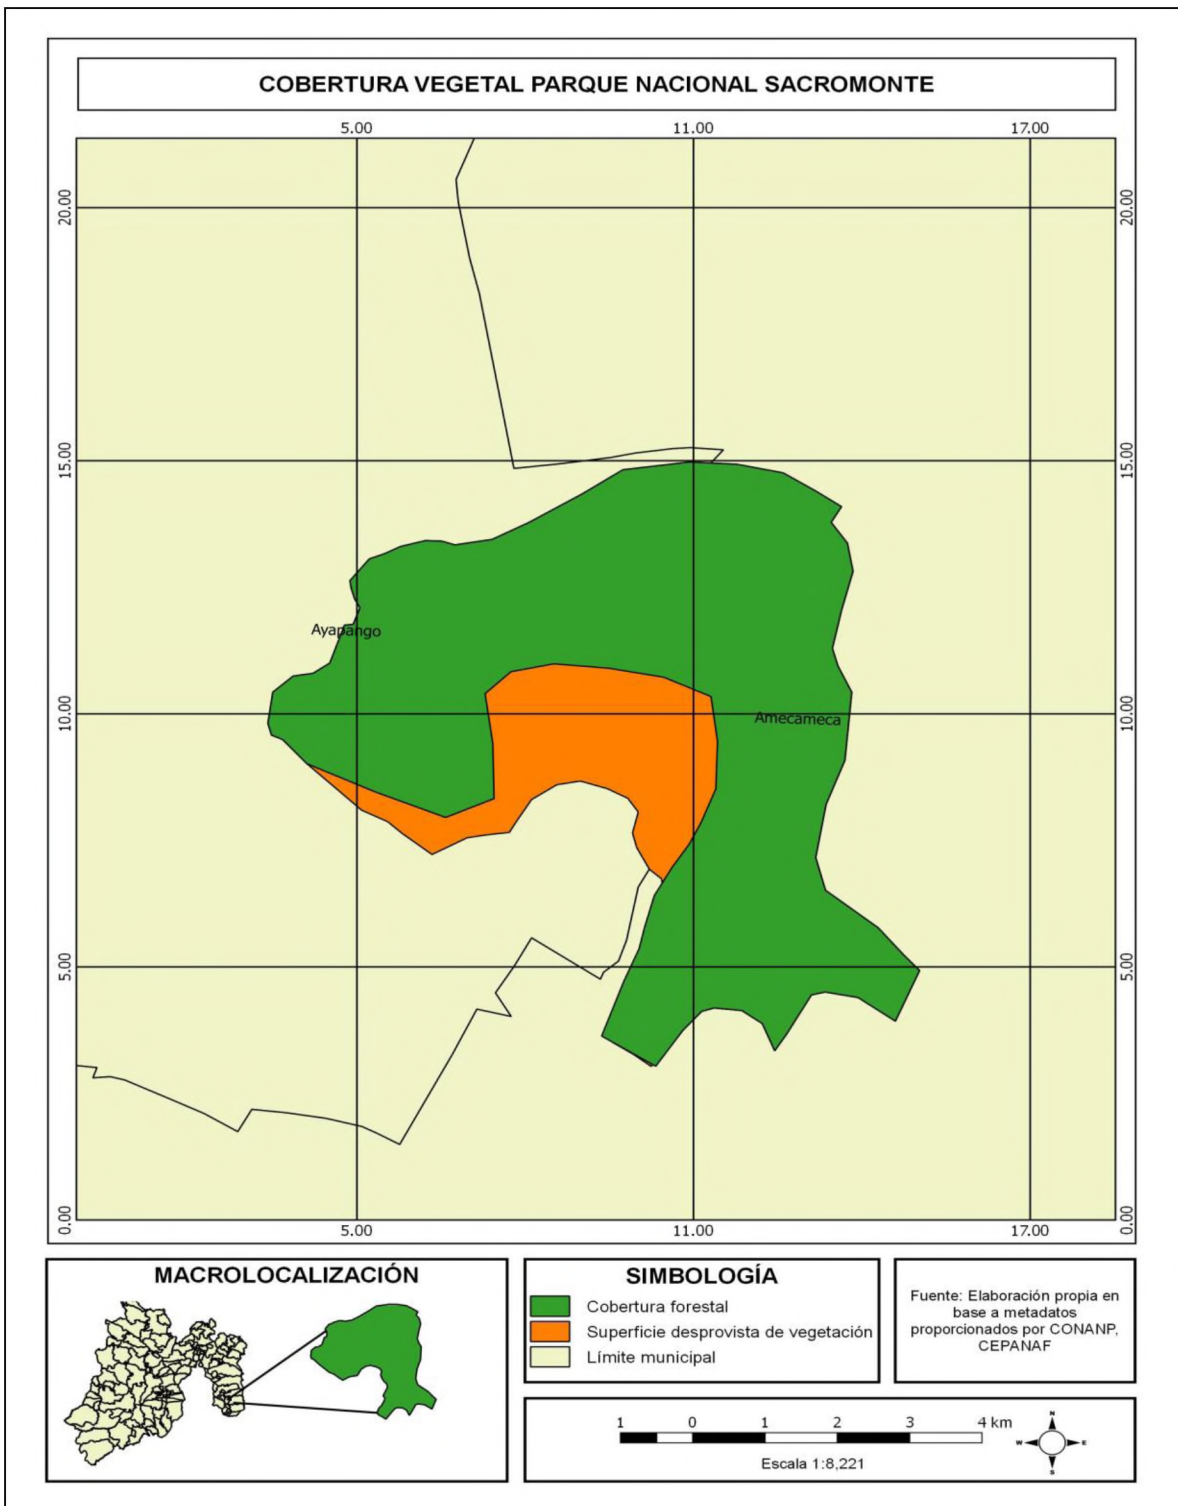 COBERTURA VEGETAL PARQUE NACIONAL SACROMONTE
5.00 11.00 17.00
20.00 20.00
15.00 15.00
Ayapango
10.00 10.00
Amecameca
5.00 5.00
0.00 0.00
5.00 11.00 17.00
MACROLOCALIZACIÓN
SIMBOLOGÍA
Cobertura forestal
Superficie desprovista de vegetación
Límite municipal
Fuente: Elaboración propia en
base a metadatos
proporcionados por CONANP,
CEPANAF
1 0 1 2 3 4 km
Escala 1:8,221
N
W E
S